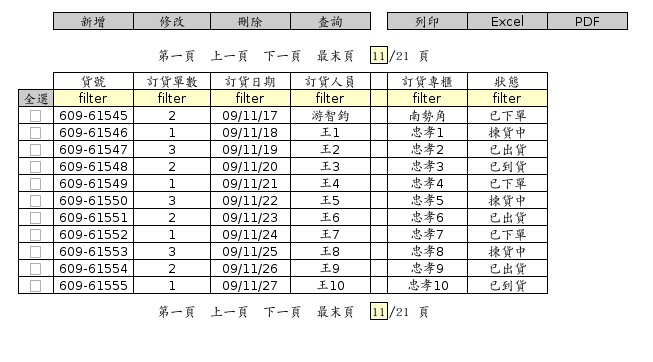 新增 修改 刪除 查詢 列印 Excel PDF
第一頁 上一頁 下一頁 最末頁 11/21 頁
貨號 訂貨單數 訂貨日期 訂貨人員 訂貨專櫃 狀態
全選 filter filter filter filter filter filter
609-61545 2 09/11/17 游智鈞 南勢角 已下單
609-61546 1 09/11/18 王1 忠孝1 揀貨中
609-61547 3 09/11/19 王2 忠孝2 已出貨
609-61548 2 09/11/20 王3 忠孝3 已到貨
609-61549 1 09/11/21 王4 忠孝4 已下單
609-61550 3 09/11/22 王5 忠孝5 揀貨中
609-61551 2 09/11/23 王6 忠孝6 已出貨
609-61552 1 09/11/24 王7 忠孝7 已下單
609-61553 3 09/11/25 王8 忠孝8 揀貨中
609-61554 2 09/11/26 王9 忠孝9 已出貨
609-61555 1 09/11/27 王10 忠孝10 已到貨
第一頁 上一頁 下一頁 最末頁 11/21 頁